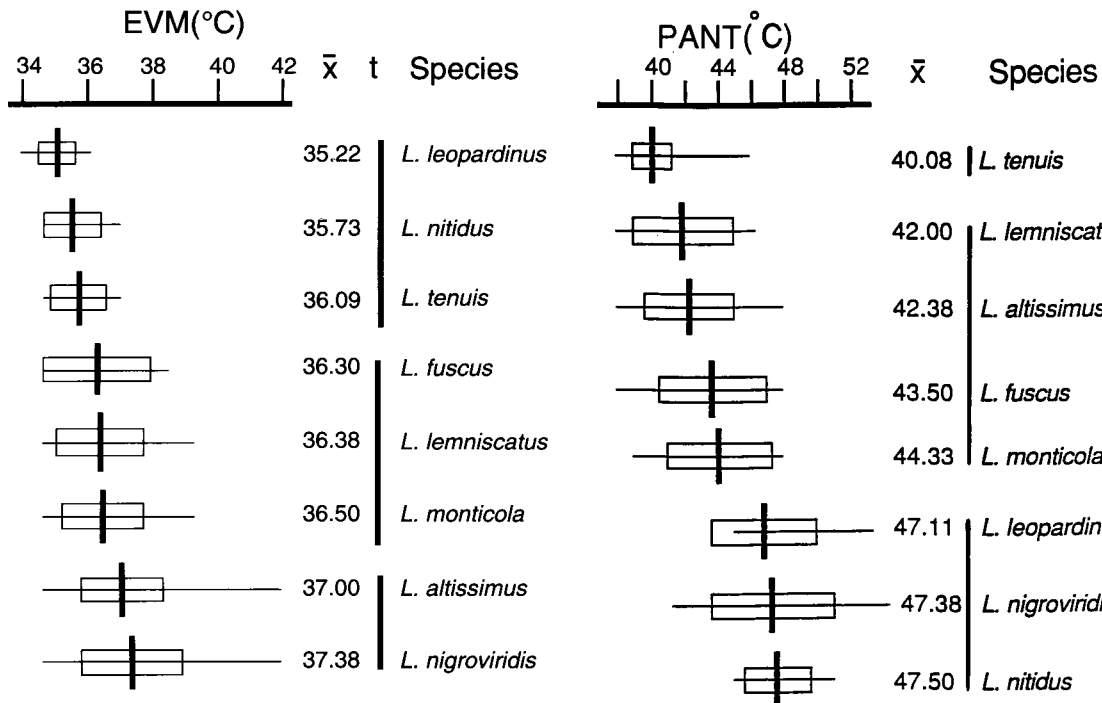 EVM(°C)
34 36 38 40 42 x̄ t Species
35.22 L. leopardinus
35.73 L. nitidus
36.09 L. tenuis
36.30 L. fuscus
36.38 L. lemniscatus
36.50 L. monticola
37.00 L. altissimus
37.38 L. nigroviridis
PANT(°C)
40 44 48 52 x̄ Species
40.08 L. tenuis
42.00 L. lemniscat
42.38 L. altissimus
43.50 L. fuscus
44.33 L. monticola
47.11 L. leopardin
47.38 L. nigroviridi
47.50 L. nitidus